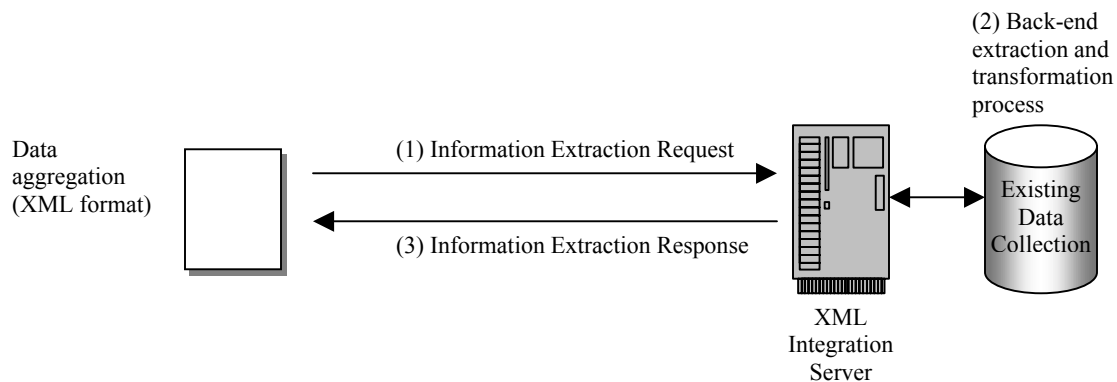 (2) Back-end
extraction and
transformation
process
Data
aggregation
(XML format)
(1) Information Extraction Request
(3) Information Extraction Response
Existing
Data
Collection
XML
Integration
Server